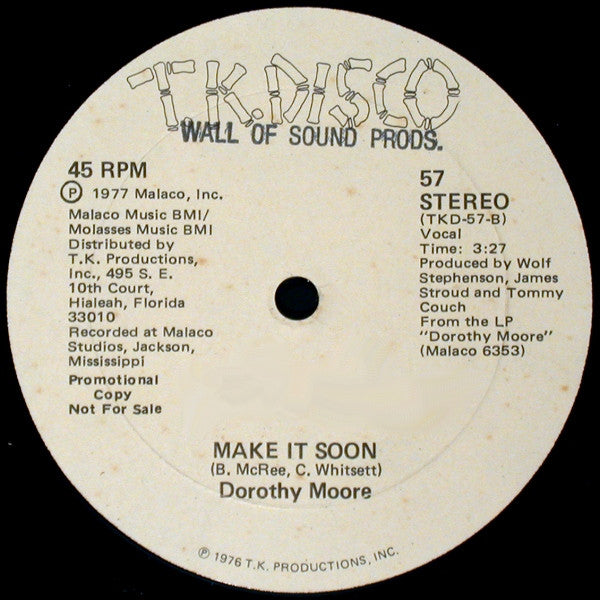 T.K. DISCO
WALL OF SOUND PRODS.
45 RPM
Ⓟ 1977 Malaco, Inc.
Malaco Music BMI/
Molasses Music BMI
Distributed by
T.K. Productions,
Inc., 495 S. E.
10th Court,
Hialeah, Florida
33010
Recorded at Malaco
Studios, Jackson,
Mississippi
Promotional
Copy
Not For Sale
57
STEREO
(TKD-57-B)
Vocal
Time: 3:27
Produced by Wolf
Stephenson, James
Stroud and Tommy
Couch
From the LP
"Dorothy Moore"
(Malaco 6353)
MAKE IT SOON
(B. McRee, C. Whitsett)
Dorothy Moore
Ⓟ 1976 T.K. PRODUCTIONS, INC.